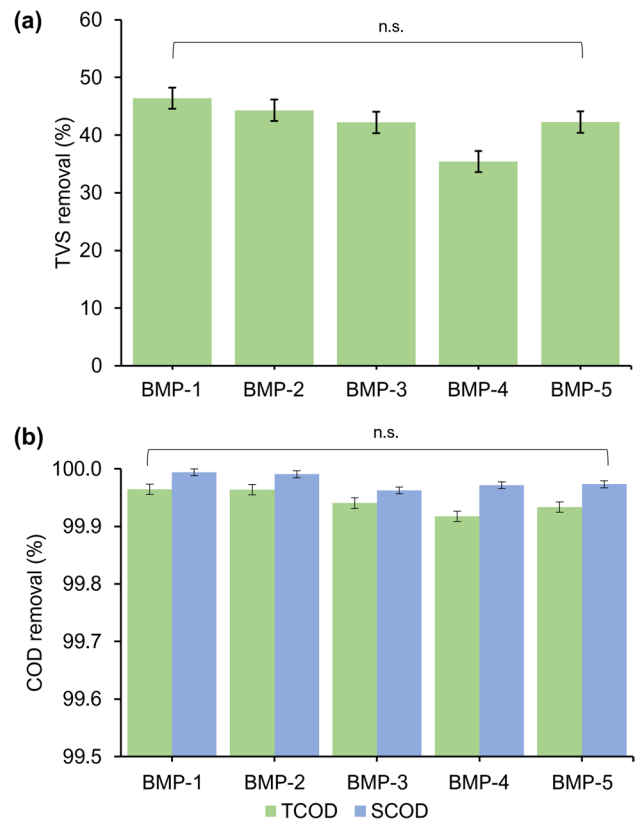 (a)
n.s.
60
50
40
30
20
10
0
TVS removal (%)
BMP-1 BMP-2 BMP-3 BMP-4 BMP-5
(b)
n.s.
100.0
99.9
99.8
99.7
99.6
99.5
COD removal (%)
BMP-1 BMP-2 BMP-3 BMP-4 BMP-5
TCOD SCOD